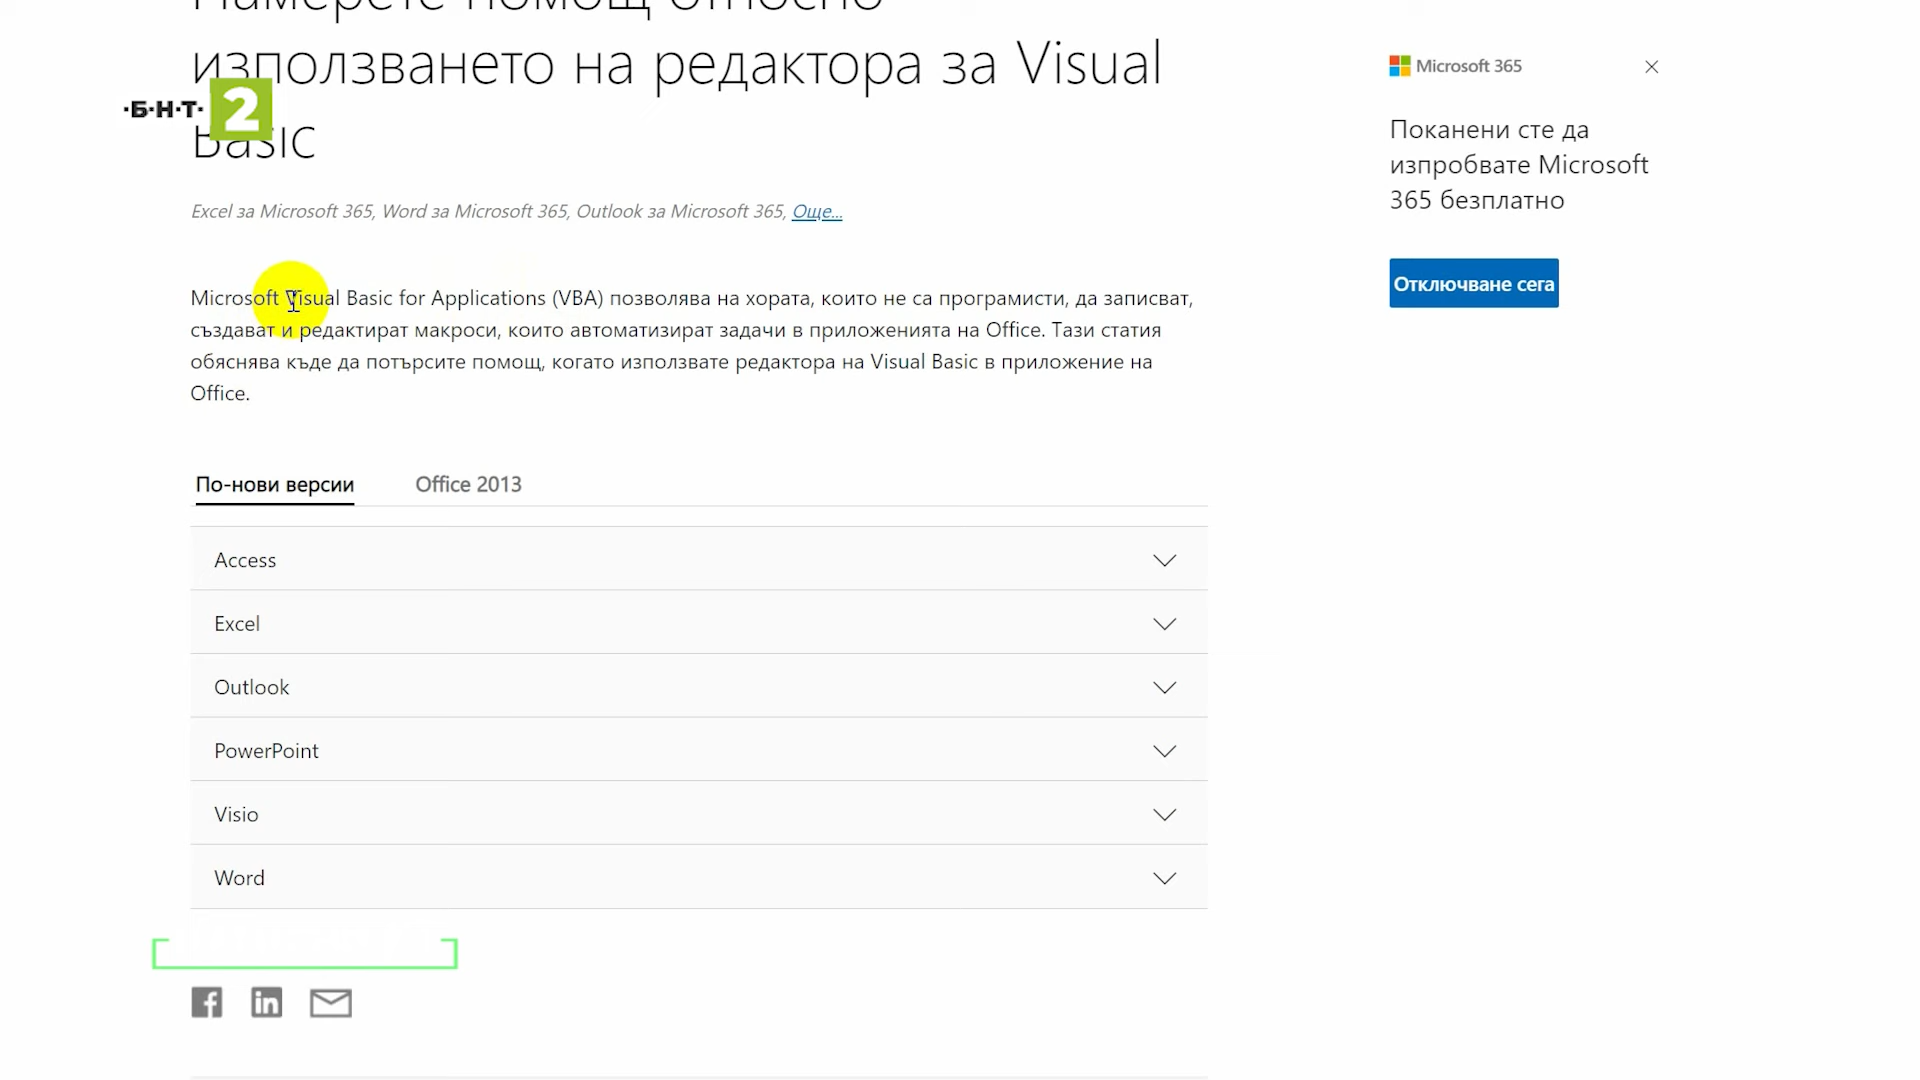 Намерете помощ относно
използването на редактора за Visual
Basic
·Б·Н·Т· 2
Excel за Microsoft 365, Word за Microsoft 365, Outlook за Microsoft 365, Още...
Microsoft Visual Basic for Applications (VBA) позволява на хората, които не са програмисти, да записват,
създават и редактират макроси, които автоматизират задачи в приложенията на Office. Тази статия
обяснява къде да потърсите помощ, когато използвате редактора на Visual Basic в приложение на
Office.
По-нови версии Office 2013
Access
Excel
Outlook
PowerPoint
Visio
Word
Microsoft 365
Поканени сте да
изпробвате Microsoft
365 безплатно
Отключване сега